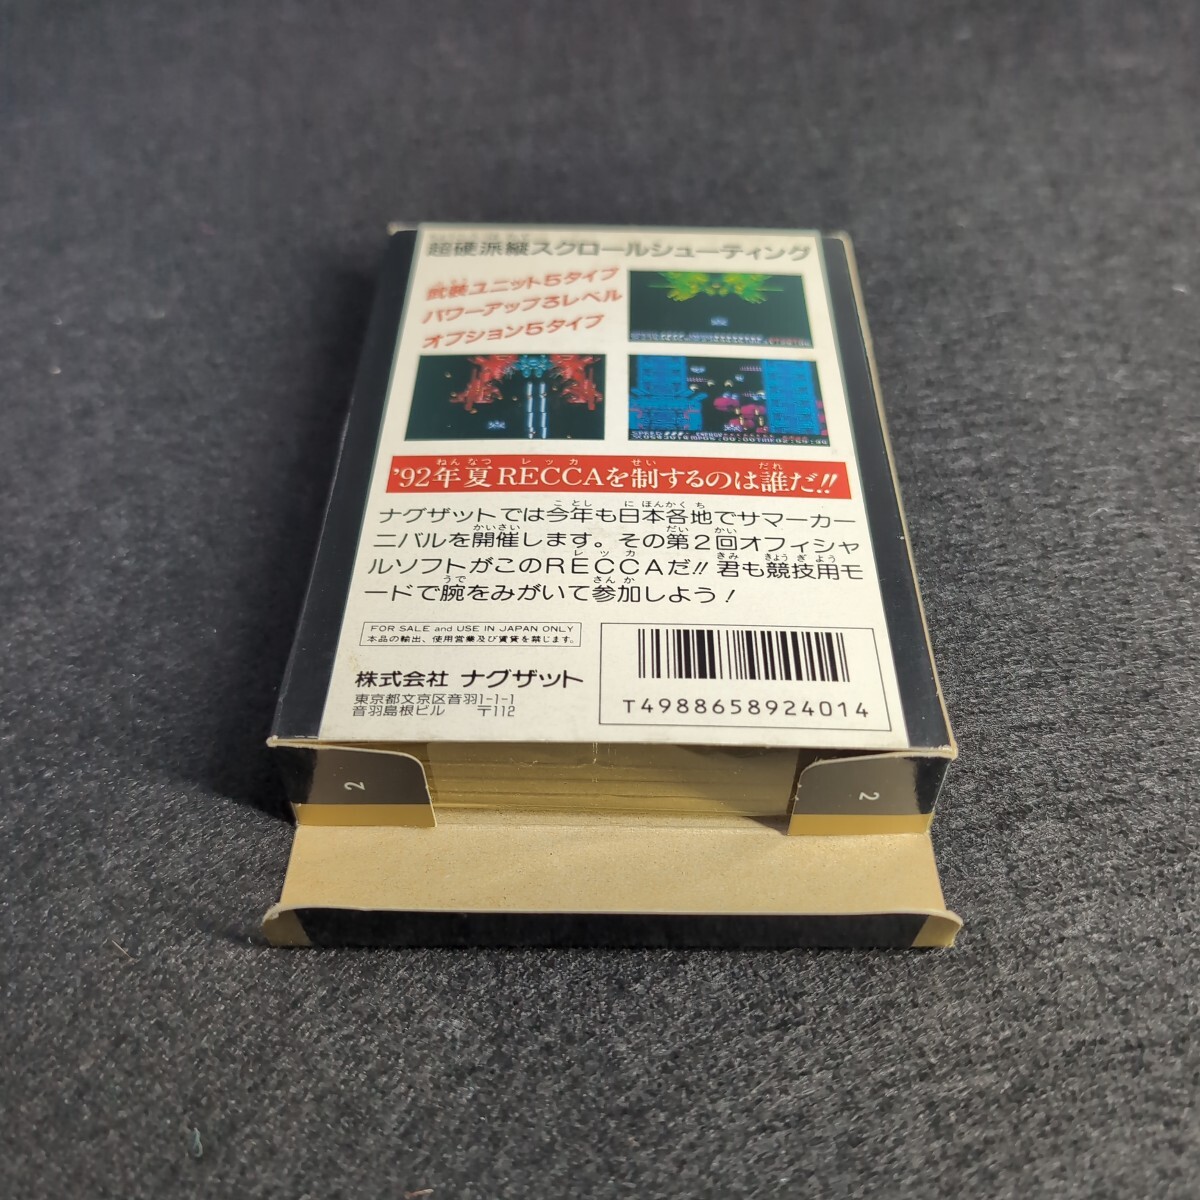 超硬派縦スクロールシューティング
武装ユニット5タイプ
パワーアップ3レベル
オプション5タイプ
'92年夏RECCAを制するのは誰だ!!
ナグザットでは今年も日本各地でサマーカー
ニバルを開催します。その第2回オフィシャ
ルソフトがこのRECCAだ!!君も競技用モ
ードで腕をみがいて参加しよう!
FOR SALE and USE IN JAPAN ONLY
本品の輸出、使用営業及び賃貸を禁じます。
株式会社 ナグザット
東京都文京区音羽1-1-1
音羽島根ビル 〒112
T4988658924014
2
2